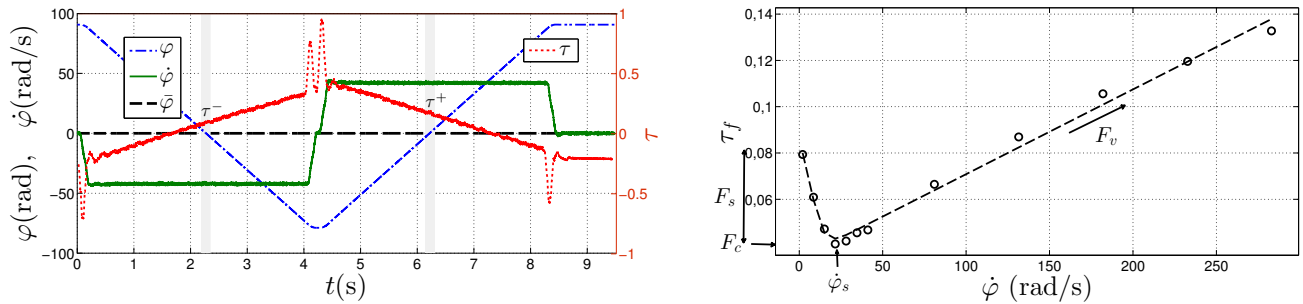 φ(rad), φ̇(rad/s)
100
50
0
−50
−100
φ
φ̇
φ̄
τ⁻
τ⁺
τ
1
0.5
0
−0.5
−1
τ
0 1 2 3 4 5 6 7 8 9
t(s)
τ_f
0,14
0,12
0,1
0,08
0,06
F_s
F_c
F_v
0 50 100 150 200 250
φ̇_s
φ̇ (rad/s)